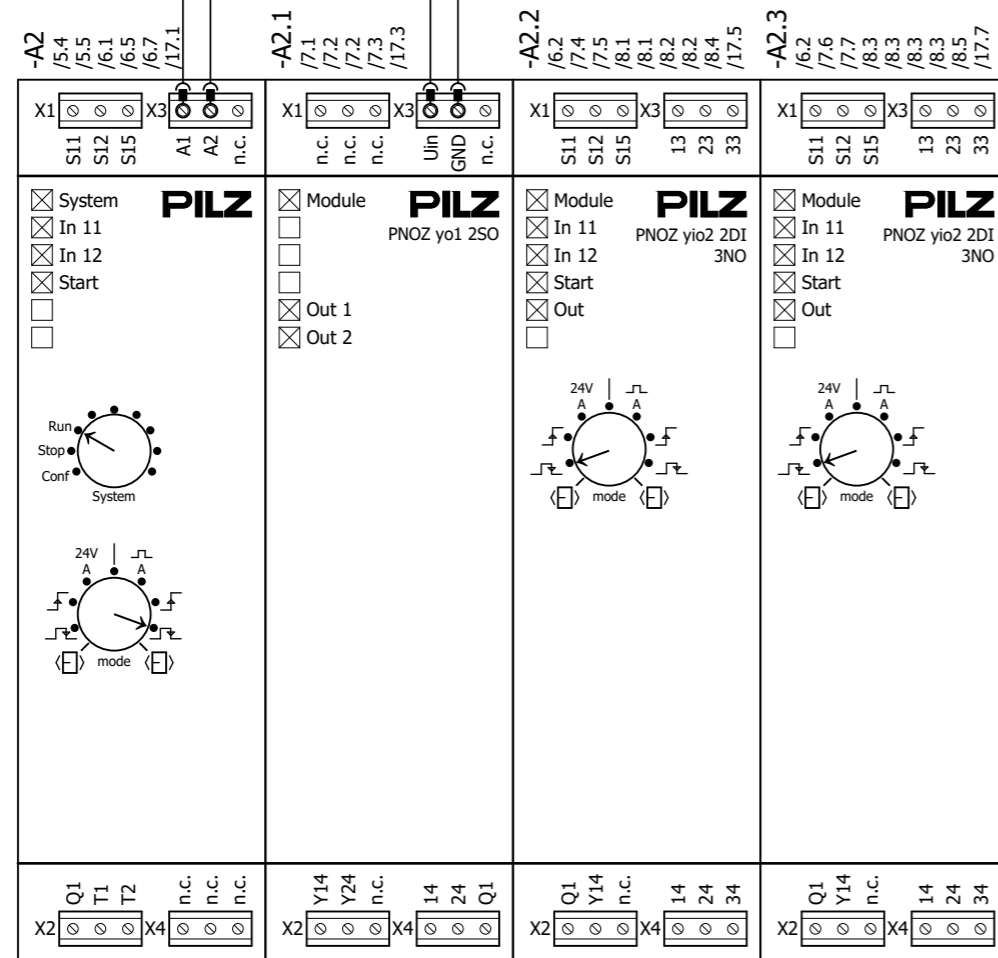 -A2
/5.4
/5.5
/6.1
/6.5
/6.7
/17.1
X1
S11
S12
S15
X3
A1
A2
n.c.
System
In 11
In 12
Start
PILZ
Run
Stop
Conf
System
24V
A
A
mode
X2
Q1
T1
T2
X4
n.c.
n.c.
n.c.
-A2.1
/7.1
/7.2
/7.2
/7.3
/17.3
X1
n.c.
n.c.
n.c.
X3
Uin
GND
n.c.
Module
Out 1
Out 2
PILZ
PNOZ yo1 2SO
X2
Y14
Y24
n.c.
X4
14
24
Q1
-A2.2
/6.2
/7.4
/7.5
/8.1
/8.1
/8.2
/8.2
/8.4
/17.5
X1
S11
S12
S15
X3
13
23
33
Module
In 11
In 12
Start
Out
PILZ
PNOZ yio2 2DI
3NO
24V
A
A
mode
X2
Q1
Y14
n.c.
X4
14
24
34
-A2.3
/6.2
/7.6
/7.7
/8.3
/8.3
/8.3
/8.3
/8.5
/17.7
X1
S11
S12
S15
X3
13
23
33
Module
In 11
In 12
Start
Out
PILZ
PNOZ yio2 2DI
3NO
24V
A
A
mode
X2
Q1
Y14
n.c.
X4
14
24
34